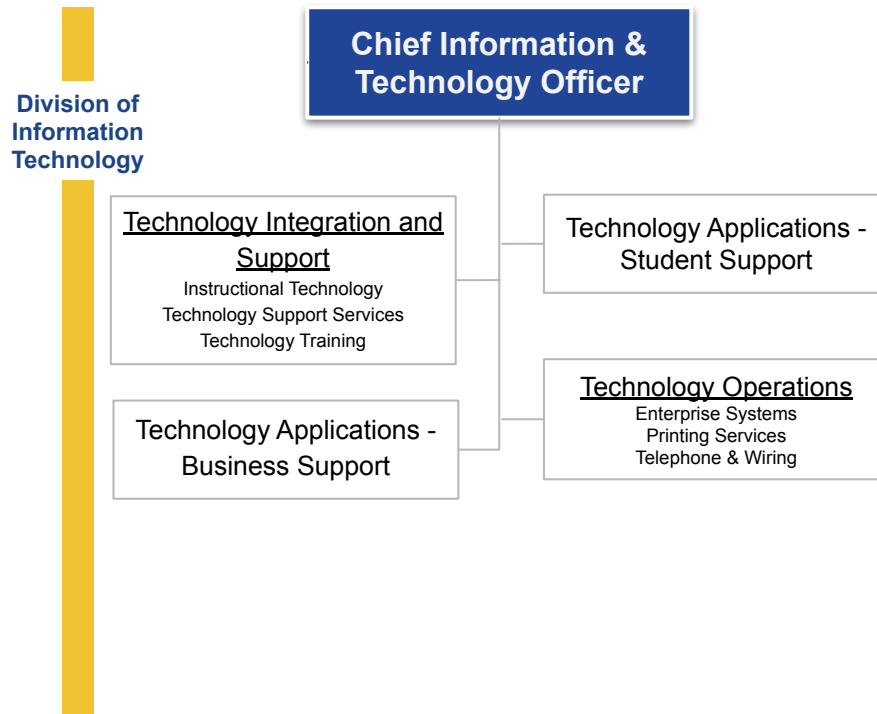 Chief Information &
Technology Officer
Division of
Information
Technology
Technology Integration and
Support
Instructional Technology
Technology Support Services
Technology Training
Technology Applications -
Student Support
Technology Applications -
Business Support
Technology Operations
Enterprise Systems
Printing Services
Telephone & Wiring